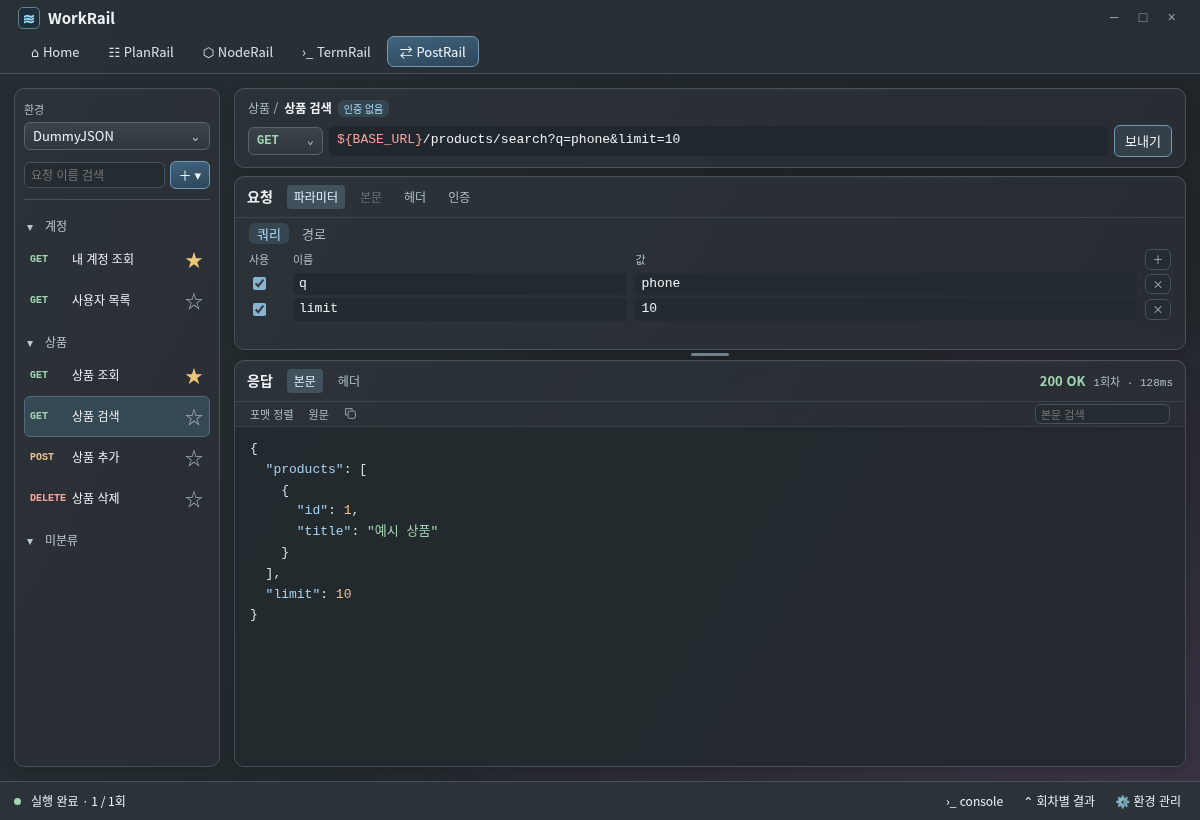 WorkRail
Home PlanRail NodeRail TermRail PostRail
환경
DummyJSON
요청 이름 검색
계정
GET 내 계정 조회
GET 사용자 목록
상품
GET 상품 조회
GET 상품 검색
POST 상품 추가
DELETE 상품 삭제
미분류
상품 / 상품 검색 인증 없음
GET ${BASE_URL}/products/search?q=phone&limit=10 보내기
요청 파라미터 본문 헤더 인증
쿼리 경로
사용 이름 값
q phone
limit 10
응답 본문 헤더 200 OK 1회차 · 128ms
포맷 정렬 원문 본문 검색
{
"products": [
{
"id": 1,
"title": "예시 상품"
}
],
"limit": 10
}
실행 완료 · 1 / 1회 ›_ console ⌃ 회차별 결과 ⚙️ 환경 관리